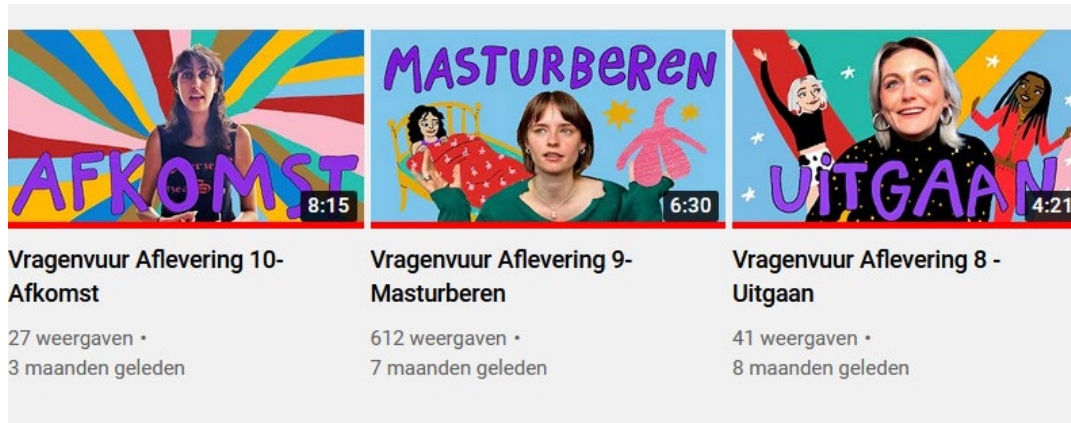 AFKOMST
8:15
MASTURBEREN
6:30
UITGAAN
4:21
Vragenvuur Aflevering 10-
Afkomst
27 weergaven •
3 maanden geleden
Vragenvuur Aflevering 9-
Masturberen
612 weergaven •
7 maanden geleden
Vragenvuur Aflevering 8 -
Uitgaan
41 weergaven •
8 maanden geleden